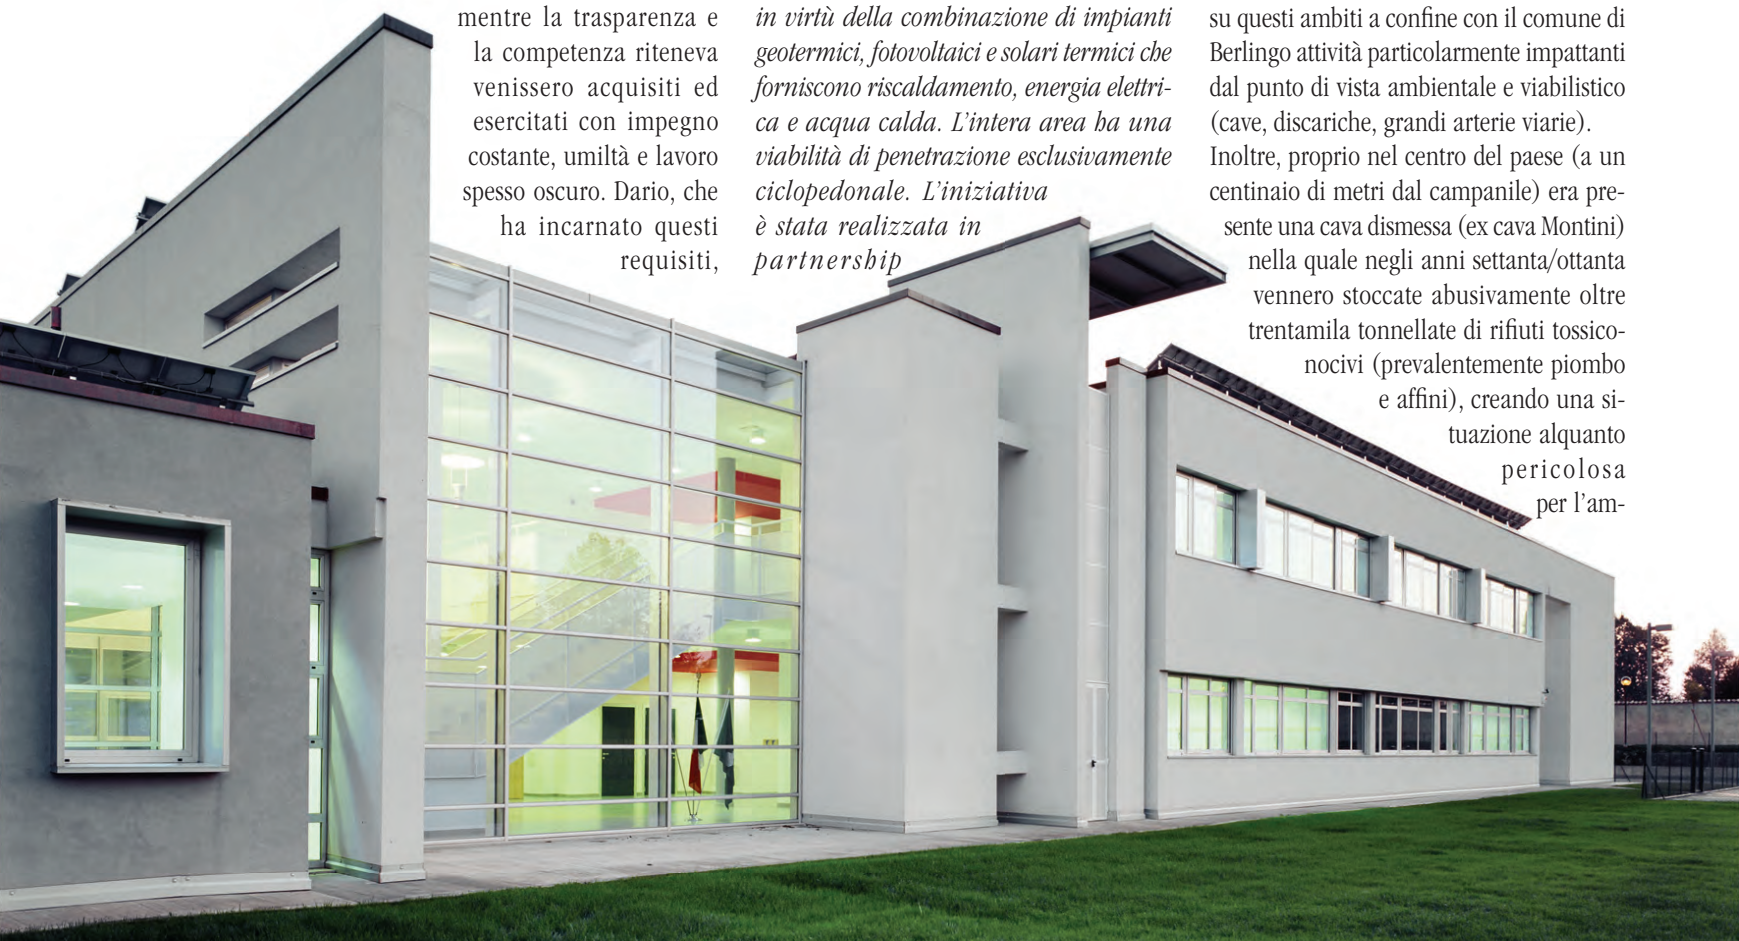 mentre la trasparenza e
la competenza riteneva
venissero acquisiti ed
esercitati con impegno
costante, umiltà e lavoro
spesso oscuro. Dario, che
ha incarnato questi
requisiti,
in virtù della combinazione di impianti
geotermici, fotovoltaici e solari termici che
forniscono riscaldamento, energia elettri-
ca e acqua calda. L'intera area ha una
viabilità di penetrazione esclusivamente
ciclopedonale. L'iniziativa
è stata realizzata in
partnership
su questi ambiti a confine con il comune di
Berlingo attività particolarmente impattanti
dal punto di vista ambientale e viabilistico
(cave, discariche, grandi arterie viarie).
Inoltre, proprio nel centro del paese (a un
centinaio di metri dal campanile) era pre-
sente una cava dismessa (ex cava Montini)
nella quale negli anni settanta/ottanta
vennero stoccate abusivamente oltre
trentamila tonnellate di rifiuti tossico-
nocivi (prevalentemente piombo
e affini), creando una si-
tuazione alquanto
pericolosa
per l'am-